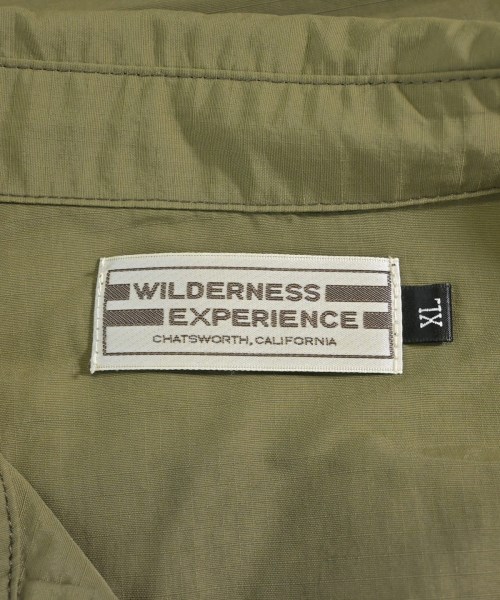 WILDERNESS
EXPERIENCE
CHATSWORTH, CALIFORNIA
XL